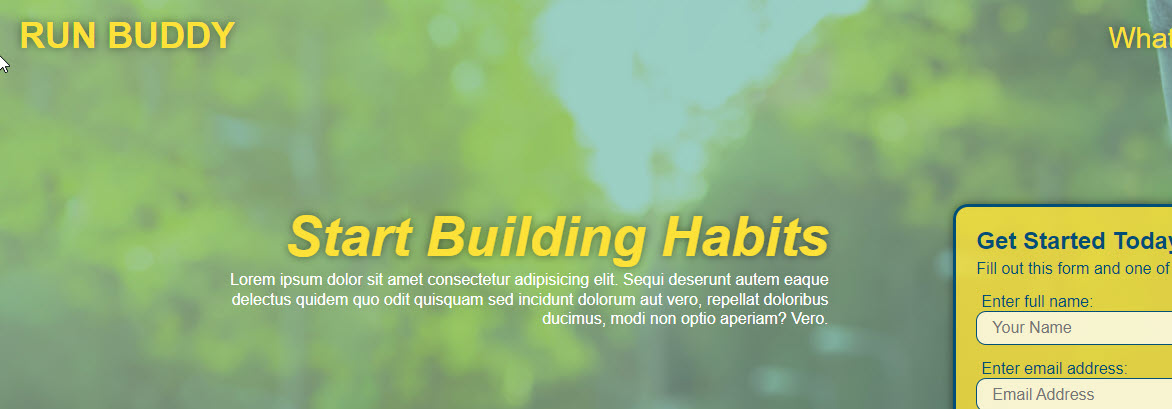 RUN BUDDY
What
Start Building Habits
Lorem ipsum dolor sit amet consectetur adipisicing elit. Sequi deserunt autem eaque
delectus quidem quo odit quisquam sed incidunt dolorum aut vero, repellat doloribus
ducimus, modi non optio aperiam? Vero.
Get Started Today
Fill out this form and one of
Enter full name:
Your Name
Enter email address:
Email Address